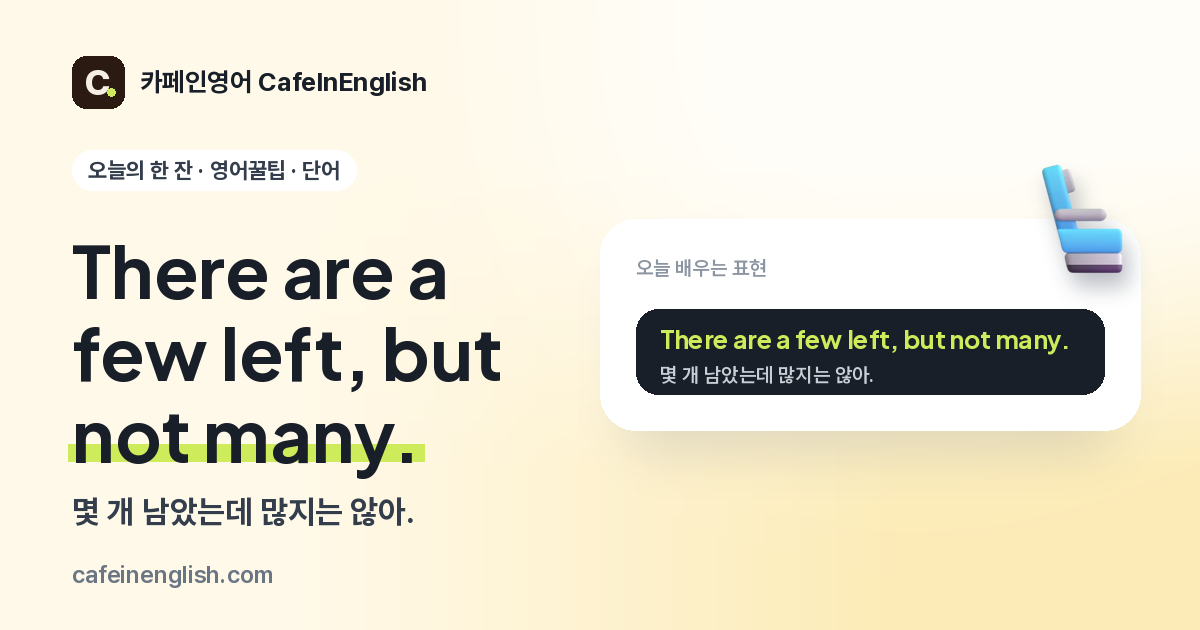 C.
카페인영어 CafeInEnglish
오늘의 한 잔 · 영어꿀팁 · 단어
There are a
few left, but
not many.
몇 개 남았는데 많지는 않아.
cafeinenglish.com
오늘 배우는 표현
There are a few left, but not many.
몇 개 남았는데 많지는 않아.